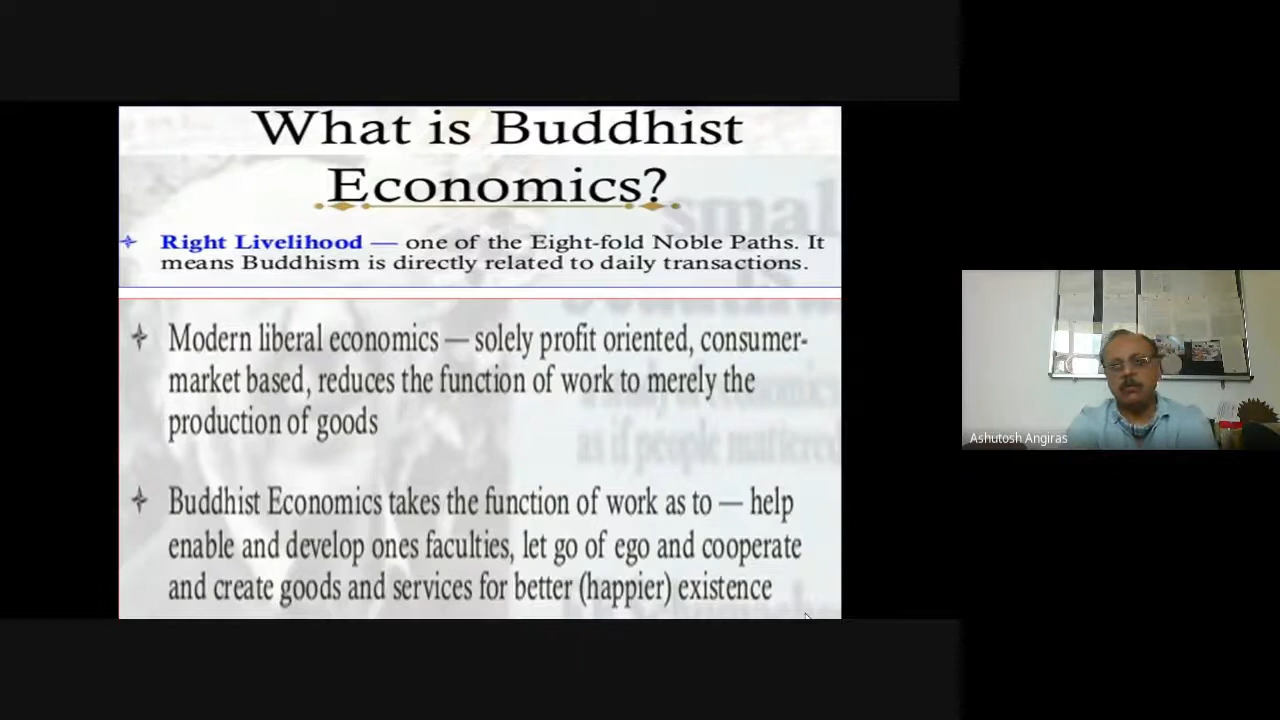 What is Buddhist
Economics?
Right Livelihood — one of the Eight-fold Noble Paths. It
means Buddhism is directly related to daily transactions.
Modern liberal economics — solely profit oriented, consumer-
market based, reduces the function of work to merely the
production of goods
Buddhist Economics takes the function of work as to — help
enable and develop ones faculties, let go of ego and cooperate
and create goods and services for better (happier) existence
small
is
as if people mattered
Ashutosh Angiras